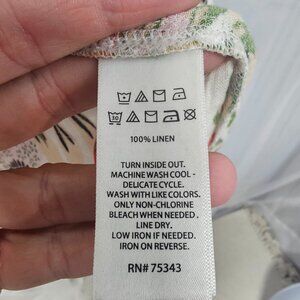 30
100% LINEN
TURN INSIDE OUT.
MACHINE WASH COOL -
DELICATE CYCLE.
WASH WITH LIKE COLORS.
ONLY NON-CHLORINE
BLEACH WHEN NEEDED.
LINE DRY.
LOW IRON IF NEEDED.
IRON ON REVERSE.
RN# 75343